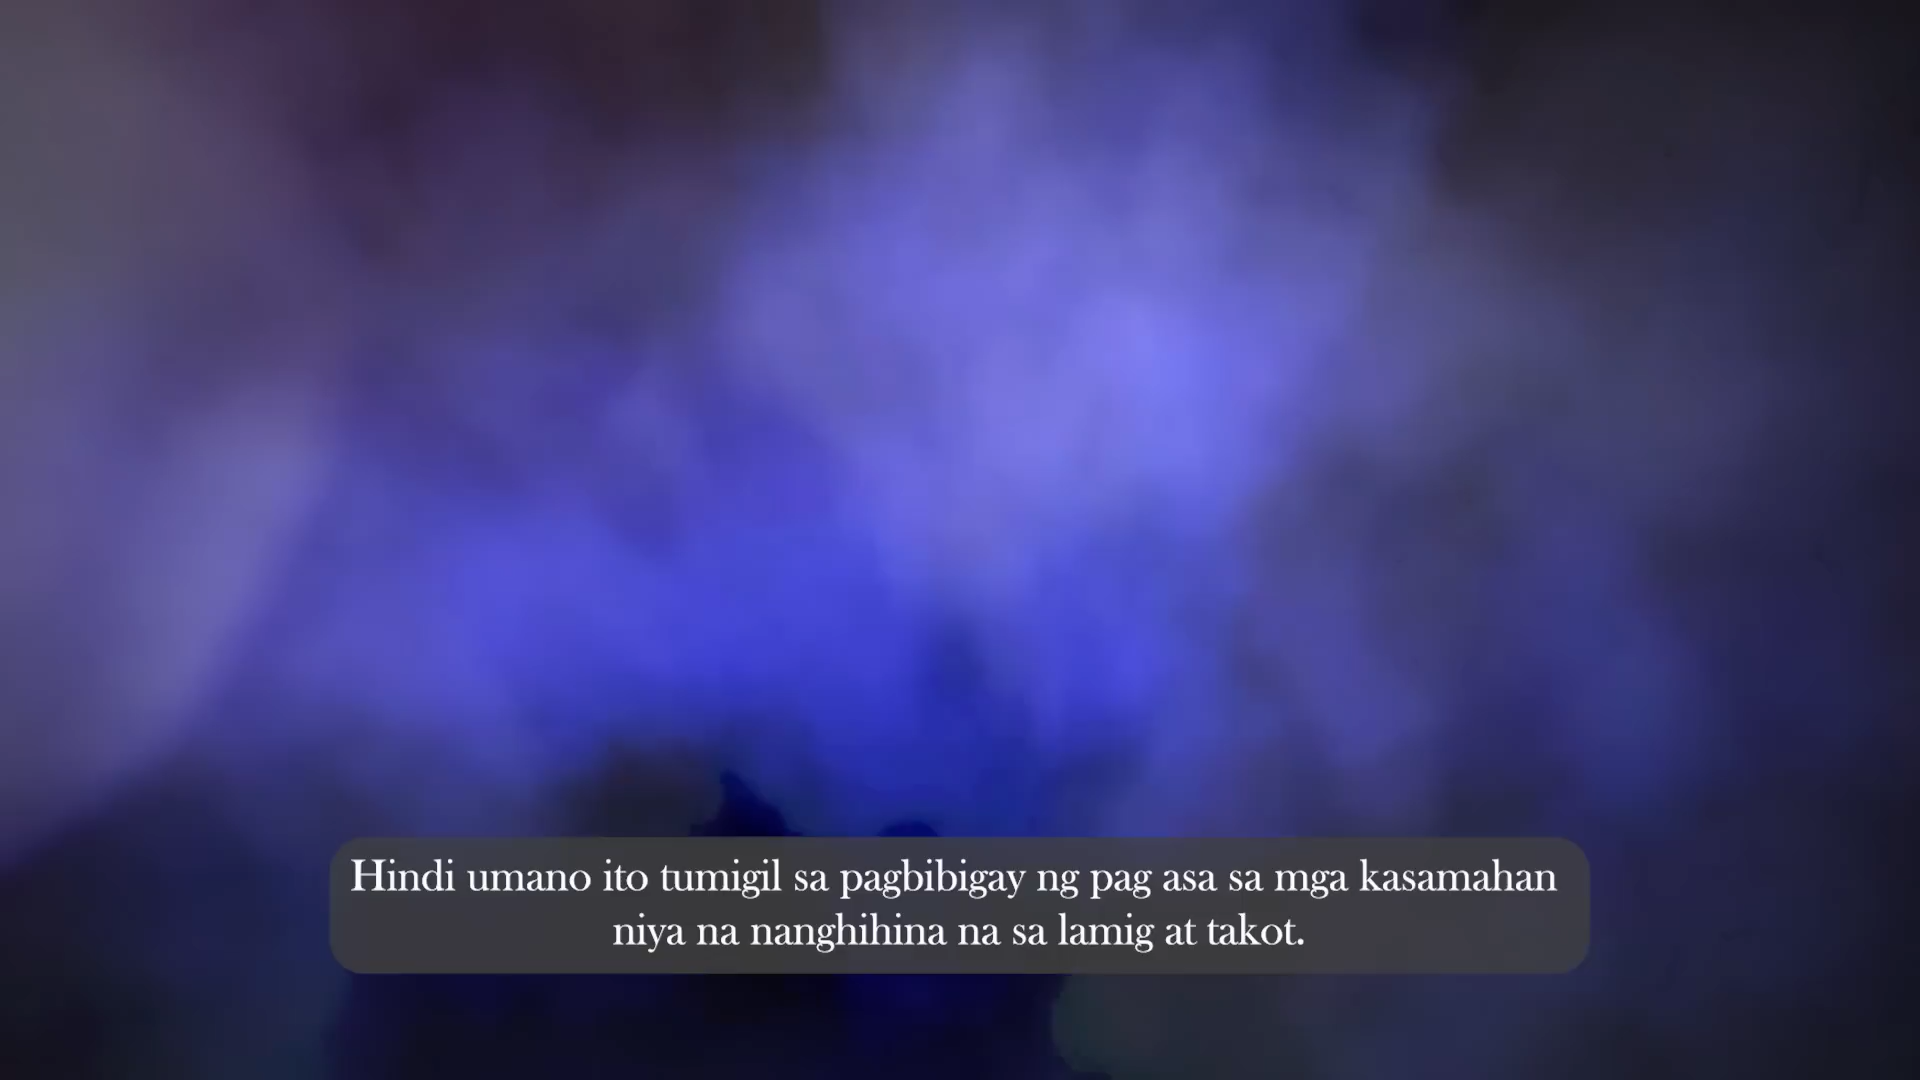 Hindi umano ito tumigil sa pagbibigay ng pag asa sa mga kasamahan
niya na nanghihina na sa lamig at takot.